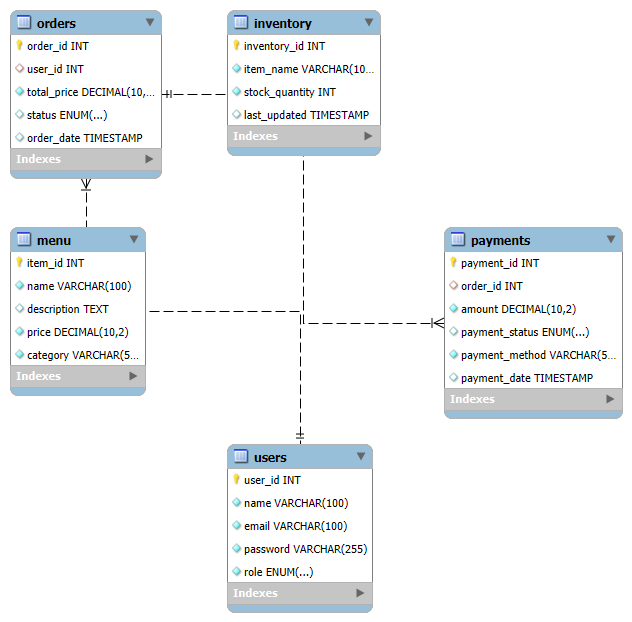 orders
order_id INT
user_id INT
total_price DECIMAL(10,...
status ENUM(...)
order_date TIMESTAMP
Indexes
inventory
inventory_id INT
item_name VARCHAR(10...
stock_quantity INT
last_updated TIMESTAMP
Indexes
menu
item_id INT
name VARCHAR(100)
description TEXT
price DECIMAL(10,2)
category VARCHAR(5...
Indexes
payments
payment_id INT
order_id INT
amount DECIMAL(10,2)
payment_status ENUM(...)
payment_method VARCHAR(5...
payment_date TIMESTAMP
Indexes
users
user_id INT
name VARCHAR(100)
email VARCHAR(100)
password VARCHAR(255)
role ENUM(...)
Indexes